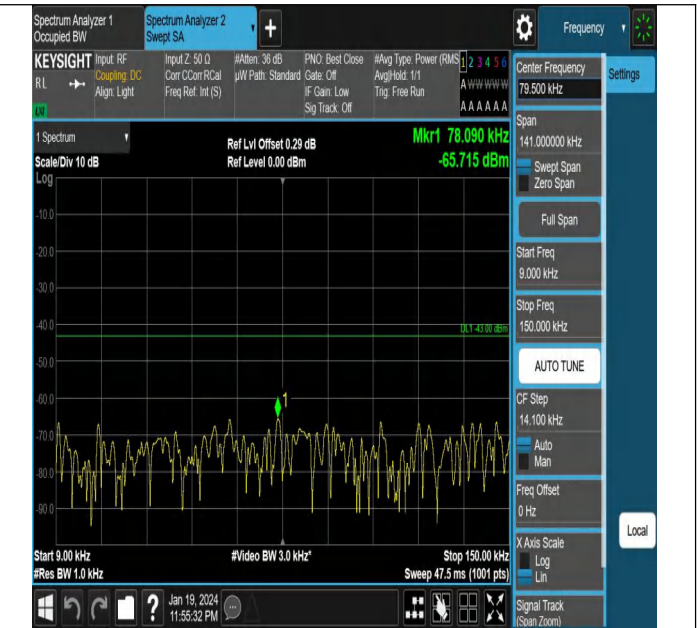 Spectrum Analyzer 1
Occupied BW
Spectrum Analyzer 2
Swept SA
Frequency
KEYSIGHT
RL
Input: RF
Coupling: DC
Align: Light
Input Z: 50 Ω
Corr CCorr RCal
Freq Ref: Int (S)
#Atten: 36 dB
µW Path: Standard
PNO: Best Close
Gate: Off
IF Gain: Low
Sig Track: Off
#Avg Type: Power (RMS
Avg|Hold: 1/1
Trig: Free Run
1 2 3 4 5 6
A W W W W W
A A A A A A
1 Spectrum
Scale/Div 10 dB
Log
Ref Lvl Offset 0.29 dB
Ref Level 0.00 dBm
Mkr1 78.090 kHz
-65.715 dBm
-10.0
-20.0
-30.0
-40.0
DL1 -43.00 dBm
-50.0
-60.0
1
-70.0
-80.0
-90.0
Start 9.00 kHz
#Res BW 1.0 kHz
#Video BW 3.0 kHz*
Stop 150.00 kHz
Sweep 47.5 ms (1001 pts)
Jan 19, 2024
11:55:32 PM
Center Frequency
79.500 kHz
Settings
Span
141.000000 kHz
Swept Span
Zero Span
Full Span
Start Freq
9.000 kHz
Stop Freq
150.000 kHz
AUTO TUNE
CF Step
14.100 kHz
Auto
Man
Freq Offset
0 Hz
X Axis Scale
Log
Lin
Local
Signal Track
(Span Zoom)